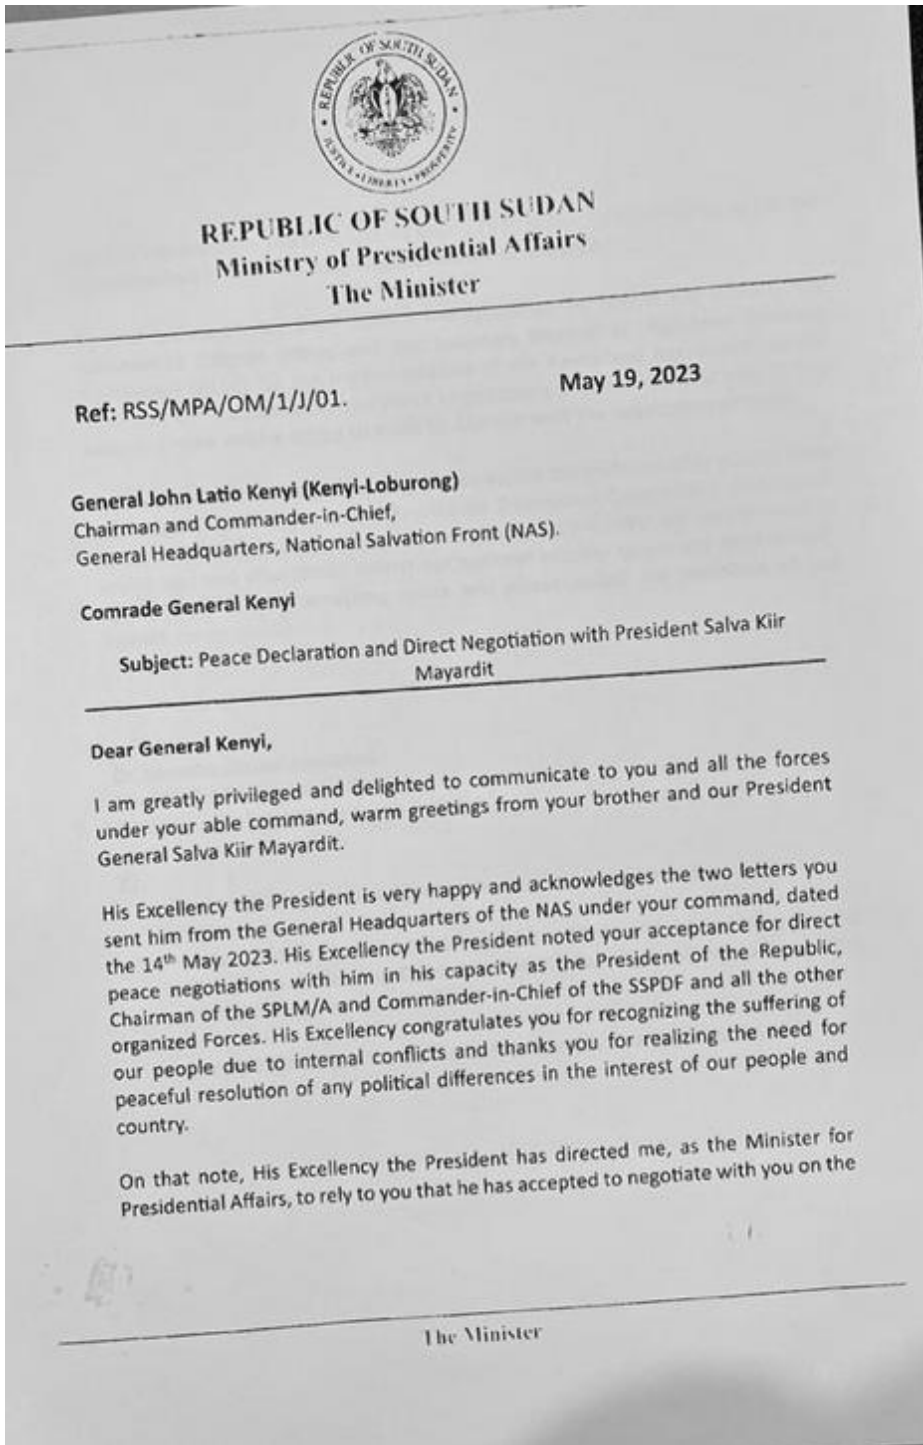 REPUBLIC OF SOUTH SUDAN
JUSTICE • LIBERTY • PROSPERITY
REPUBLIC OF SOUTH SUDAN
Ministry of Presidential Affairs
The Minister
Ref: RSS/MPA/OM/1/J/01.
May 19, 2023
General John Latio Kenyi (Kenyi-Loburong)
Chairman and Commander-in-Chief,
General Headquarters, National Salvation Front (NAS).
Comrade General Kenyi
Subject: Peace Declaration and Direct Negotiation with President Salva Kiir
Mayardit
Dear General Kenyi,
I am greatly privileged and delighted to communicate to you and all the forces
under your able command, warm greetings from your brother and our President
General Salva Kiir Mayardit.
His Excellency the President is very happy and acknowledges the two letters you
sent him from the General Headquarters of the NAS under your command, dated
the 14th May 2023. His Excellency the President noted your acceptance for direct
peace negotiations with him in his capacity as the President of the Republic,
Chairman of the SPLM/A and Commander-in-Chief of the SSPDF and all the other
organized Forces. His Excellency congratulates you for recognizing the suffering of
our people due to internal conflicts and thanks you for realizing the need for
peaceful resolution of any political differences in the interest of our people and
country.
On that note, His Excellency the President has directed me, as the Minister for
Presidential Affairs, to rely to you that he has accepted to negotiate with you on the
The Minister